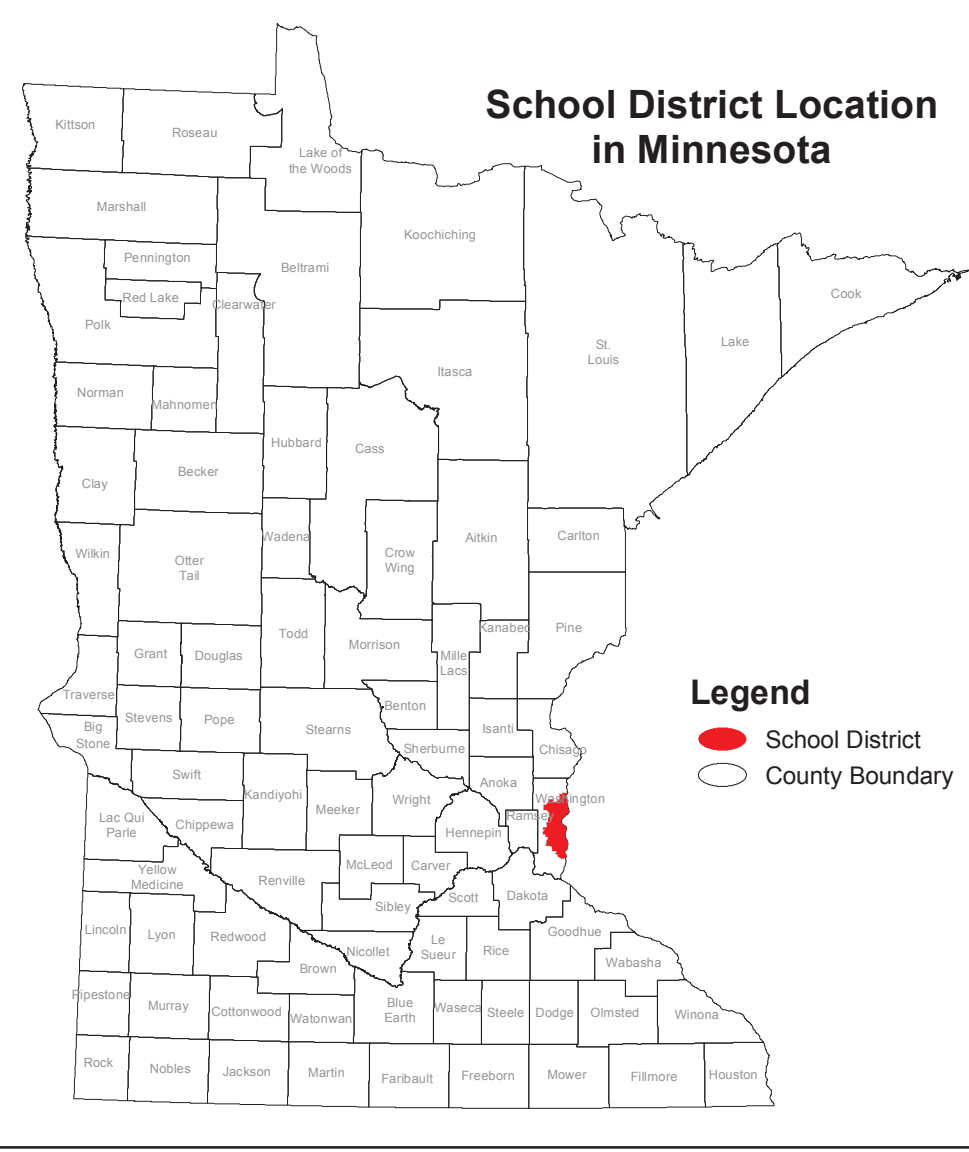 School District Location
in Minnesota
Kittson
Roseau
Lake of
the Woods
Marshall
Koochiching
Pennington
Beltrami
Red Lake
Clearwater
Cook
Polk
St.
Louis
Lake
Itasca
Norman
Mahnomen
Hubbard
Cass
Becker
Clay
Wadena
Aitkin
Carlton
Wilkin
Crow
Wing
Otter
Tail
Kanabec
Pine
Todd
Morrison
Grant
Douglas
Mille
Lacs
Traverse
Benton
Legend
Stevens
Pope
Stearns
Isanti
Big
Stone
Sherburne
Chisago
School District
Swift
Anoka
County Boundary
Kandiyohi
Meeker
Wright
Washington
Lac Qui
Parle
Chippewa
Ramsey
Hennepin
Yellow
Medicine
Renville
McLeod
Carver
Sibley
Scott
Dakota
Lincoln
Lyon
Redwood
Nicollet
Le
Sueur
Rice
Goodhue
Brown
Wabasha
Pipestone
Murray
Cottonwood
Watonwan
Blue
Earth
Waseca
Steele
Dodge
Olmsted
Winona
Rock
Nobles
Jackson
Martin
Faribault
Freeborn
Mower
Fillmore
Houston